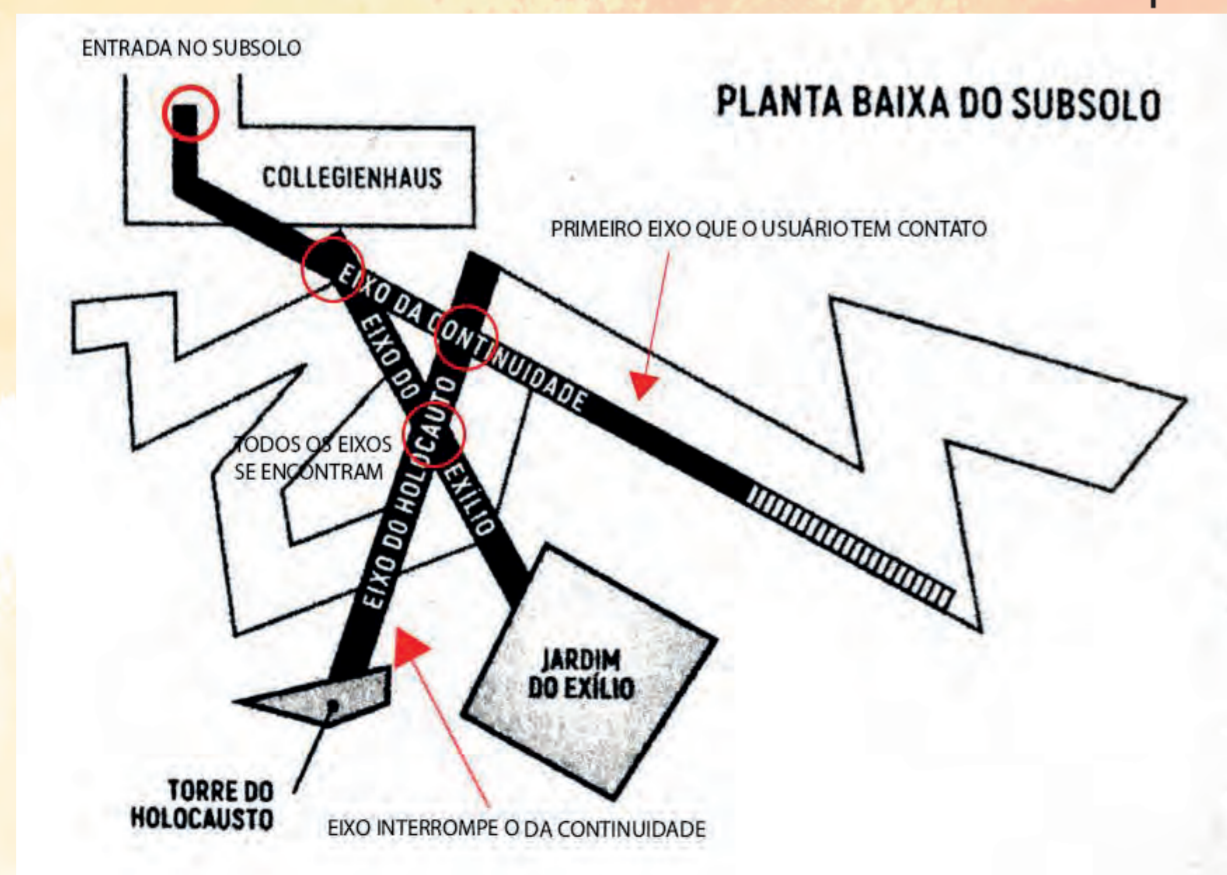 ENTRADA NO SUBSOLO
PLANTA BAIXA DO SUBSOLO
COLLEGIENHAUS
PRIMEIRO EIXO QUE O USUÁRIO TEM CONTATO
EIXO DA CONTINUIDADE
EIXO DO EXÍLIO
EIXO DO HOLOCAUTO
TODOS OS EIXOS
SE ENCONTRAM
JARDIM
DO EXÍLIO
TORRE DO
HOLOCAUSTO
EIXO INTERROMPE O DA CONTINUIDADE